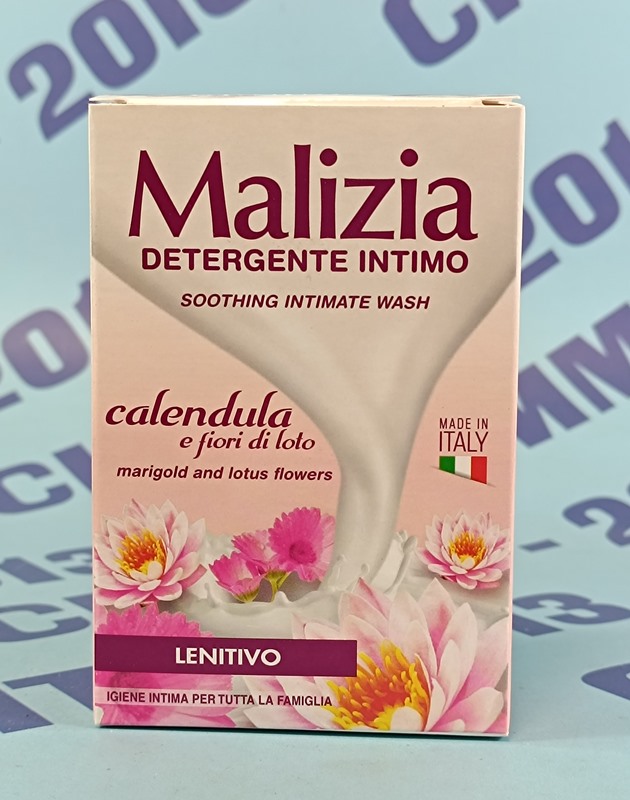 Malizia
DETERGENTE INTIMO
SOOTHING INTIMATE WASH
calendula
e fiori di loto
marigold and lotus flowers
MADE IN
ITALY
LENITIVO
IGIENE INTIMA PER TUTTA LA FAMIGLIA